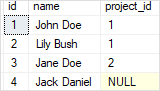 id name project_id
1 John Doe 1
2 Lily Bush 1
3 Jane Doe 2
4 Jack Daniel NULL